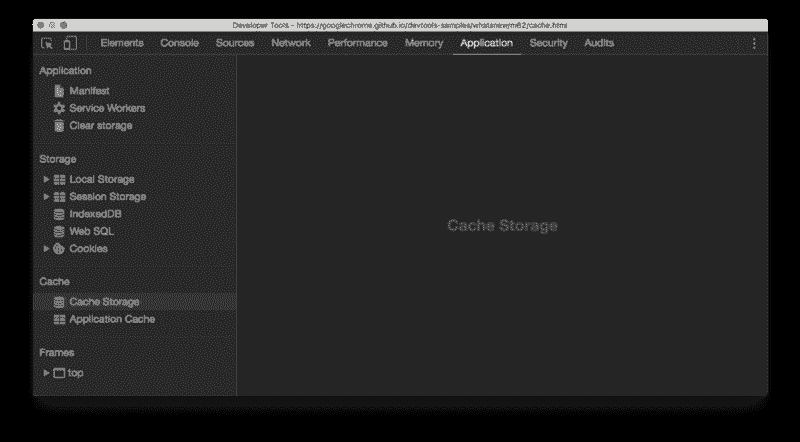 Developer Tools - https://googlechrome.github.io/devtools-samples/whatsnew/m62/cache.html
Elements Console Sources Network Performance Memory Application Security Audits
Application
Manifest
Service Workers
Clear storage
Storage
Local Storage
Session Storage
IndexedDB
Web SQL
Cookies
Cache
Cache Storage
Application Cache
Frames
top
Cache Storage